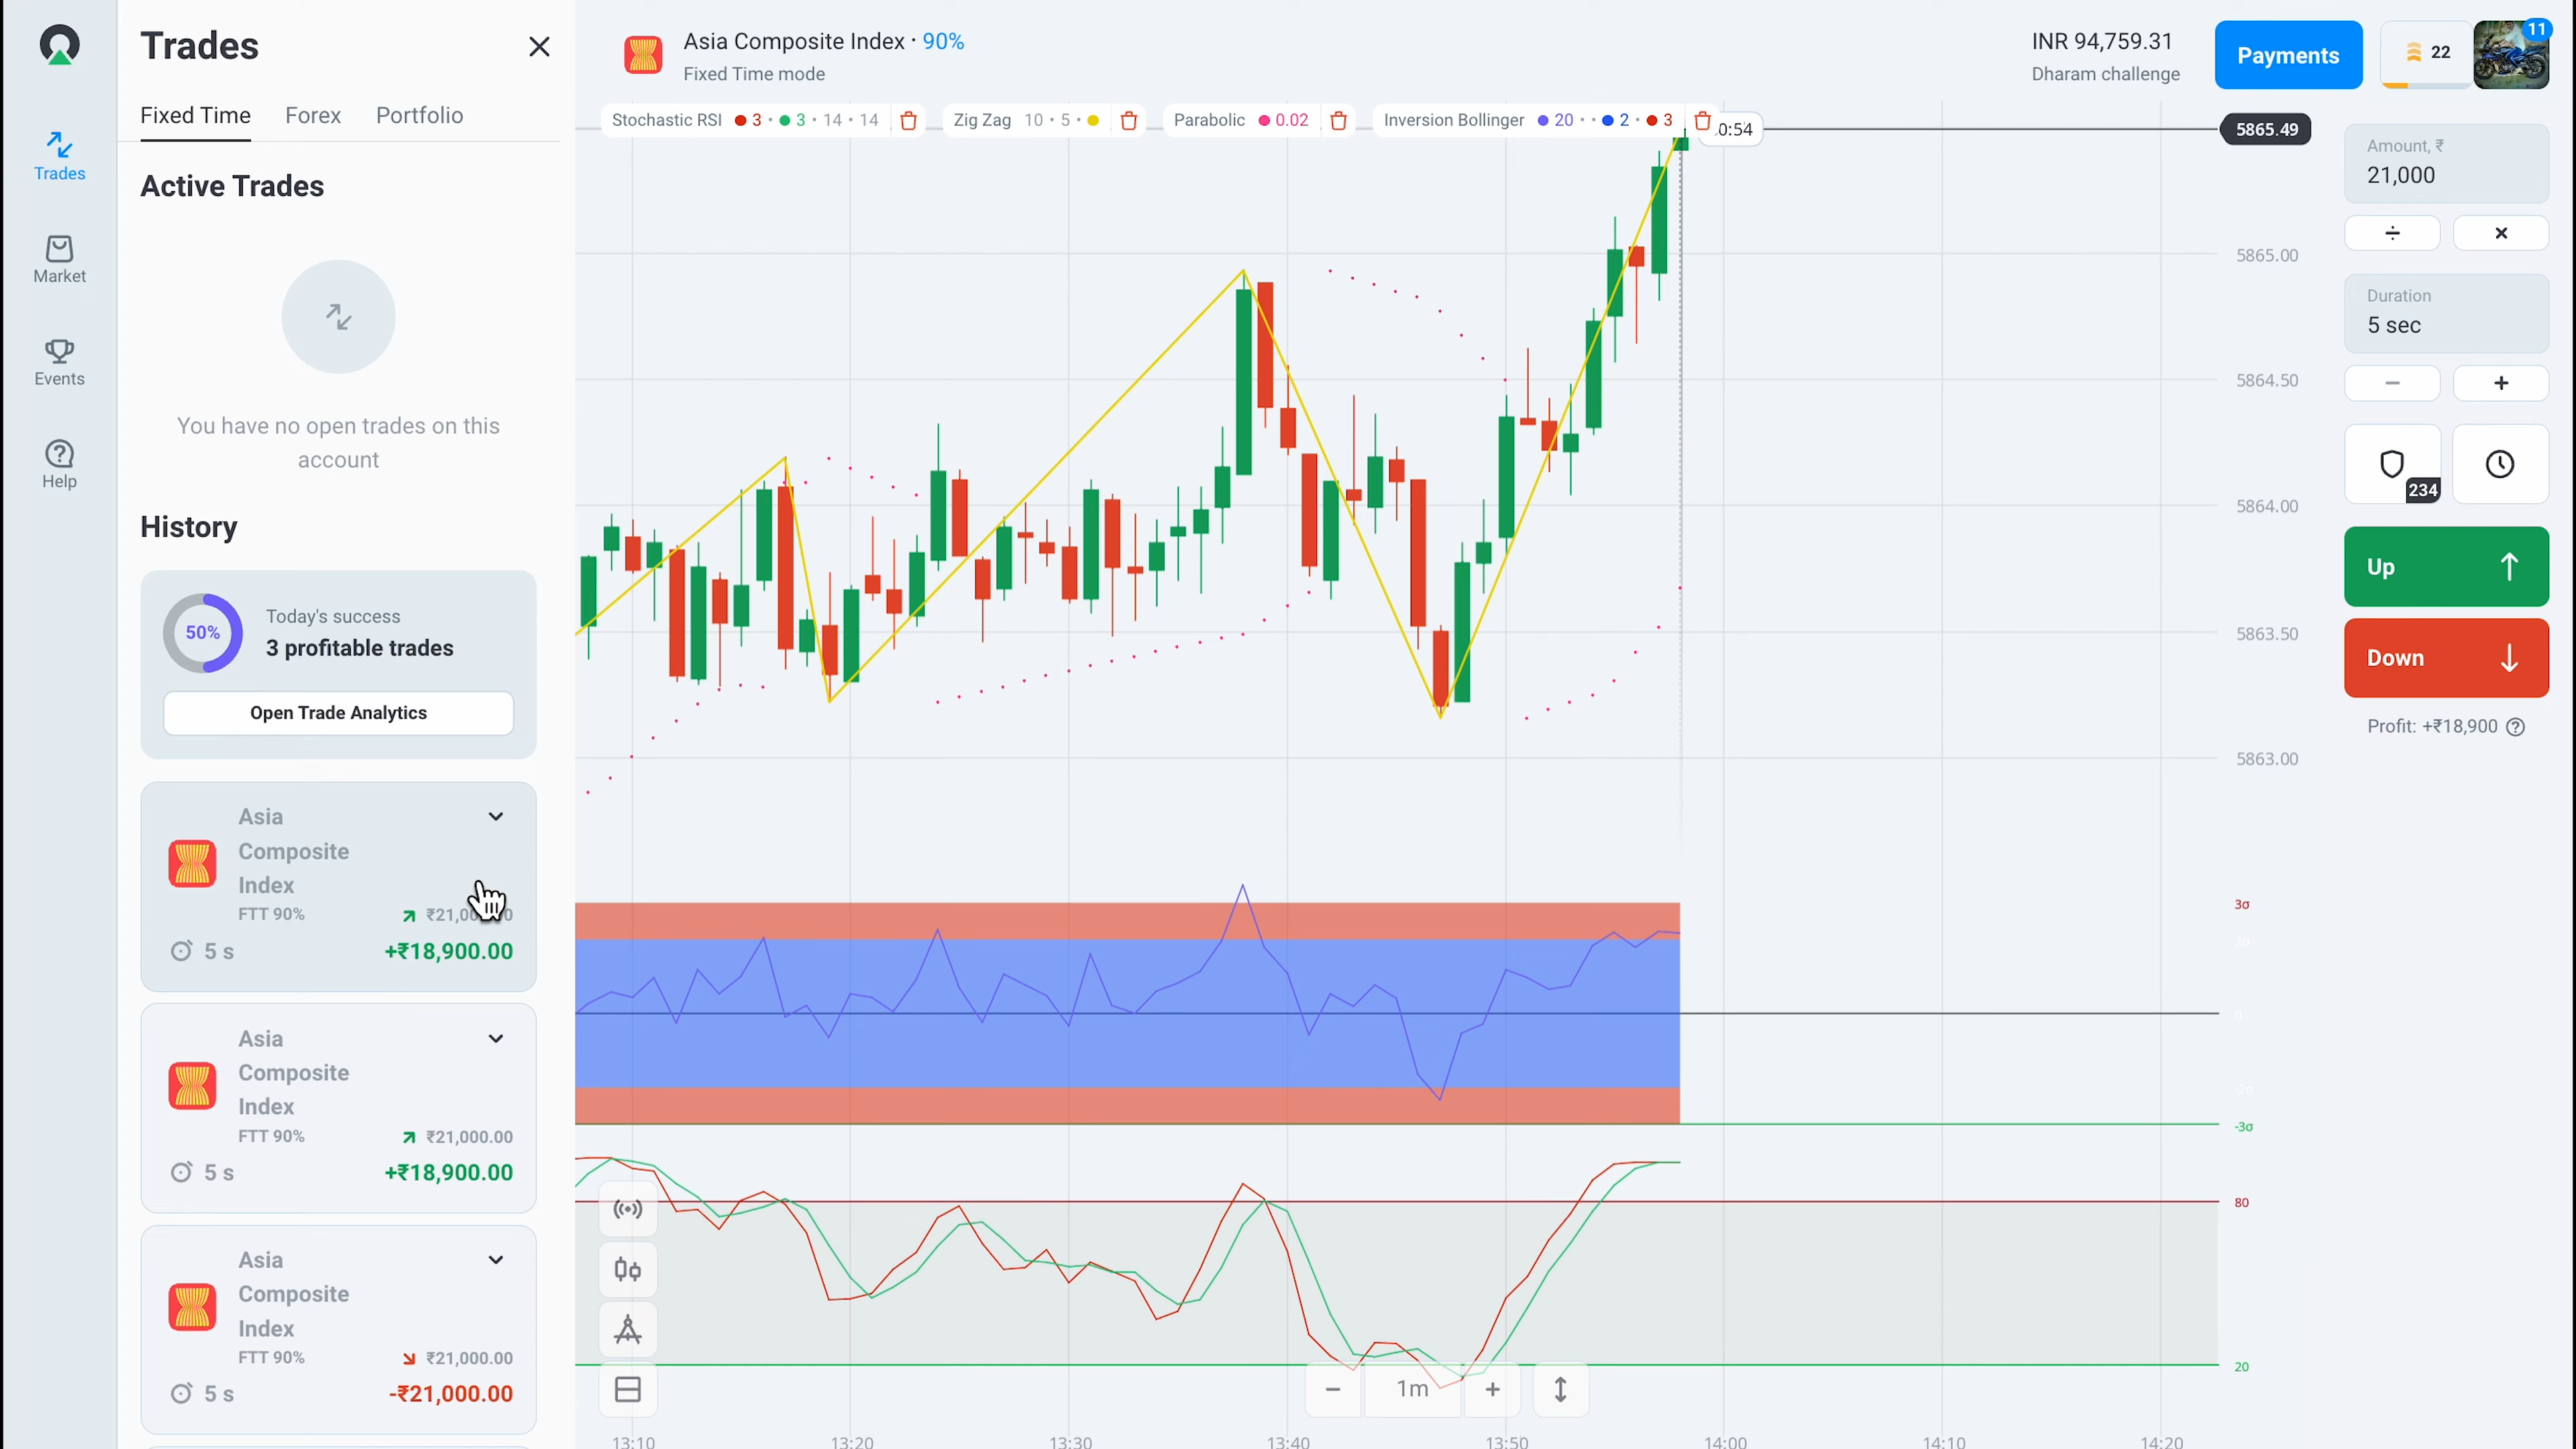 Trades
Fixed Time
Forex
Portfolio
Active Trades
You have no open trades on this
account
History
50%
Today's success
3 profitable trades
Open Trade Analytics
Asia
Composite
Index
FTT 90%
5 s
+₹18,900.00
Asia
Composite
Index
FTT 90%
₹21,000.00
5 s
+₹18,900.00
Asia
Composite
Index
FTT 90%
₹21,000.00
5 s
-₹21,000.00
Trades
Market
Events
Help
Asia Composite Index · 90%
Fixed Time mode
INR 94,759.31
Dharam challenge
Payments
22
11
Stochastic RSI 3 · 3 · 14 · 14
Zig Zag 10 · 5 ·
Parabolic 0.02
Inversion Bollinger 20 · · 2 · 3
0:54
5865.49
5865.00
5864.50
5864.00
5863.50
5863.00
3σ
2σ
0
-2σ
-3σ
80
20
1m
13:10
13:20
13:30
13:40
13:50
14:00
14:10
14:20
Amount, ₹
21,000
÷
×
Duration
5 sec
−
+
234
Up
Down
Profit: +₹18,900